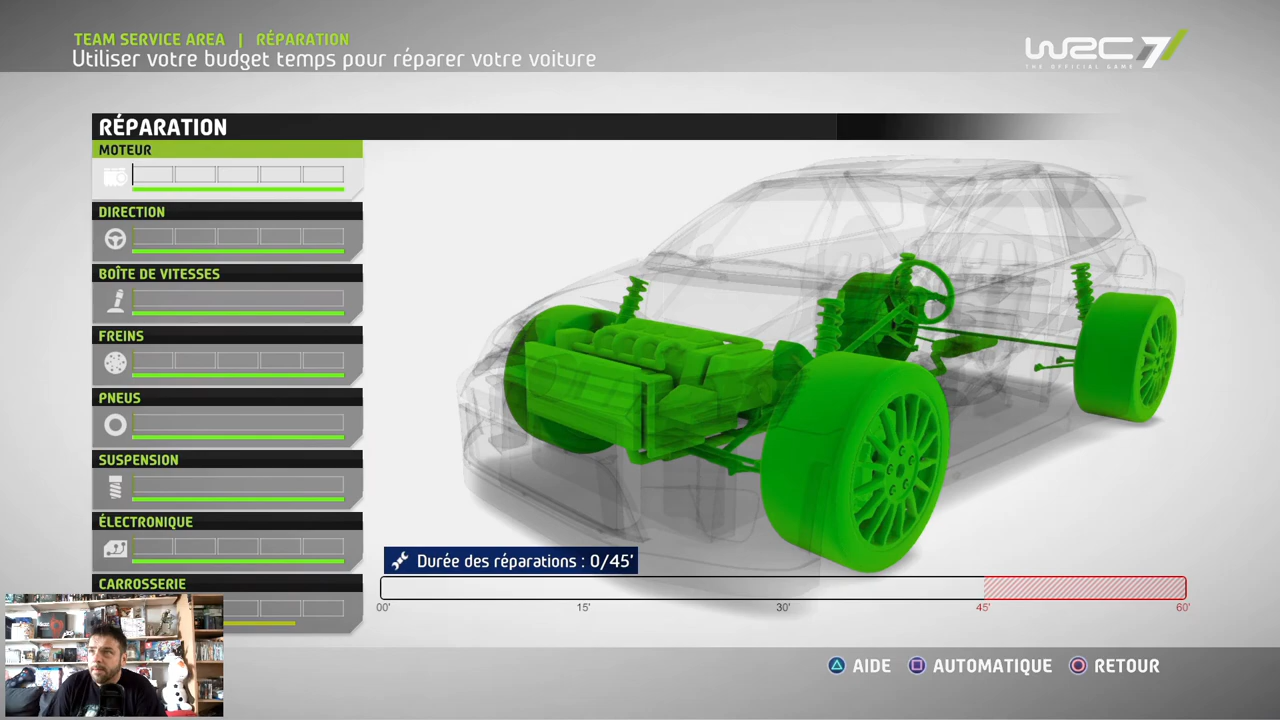 TEAM SERVICE AREA | RÉPARATION
Utiliser votre budget temps pour réparer votre voiture
WRC 7
THE OFFICIAL GAME
RÉPARATION
MOTEUR
DIRECTION
BOÎTE DE VITESSES
FREINS
PNEUS
SUSPENSION
ÉLECTRONIQUE
CARROSSERIE
Durée des réparations : 0/45'
00' 15' 30' 45' 60'
AIDE AUTOMATIQUE RETOUR